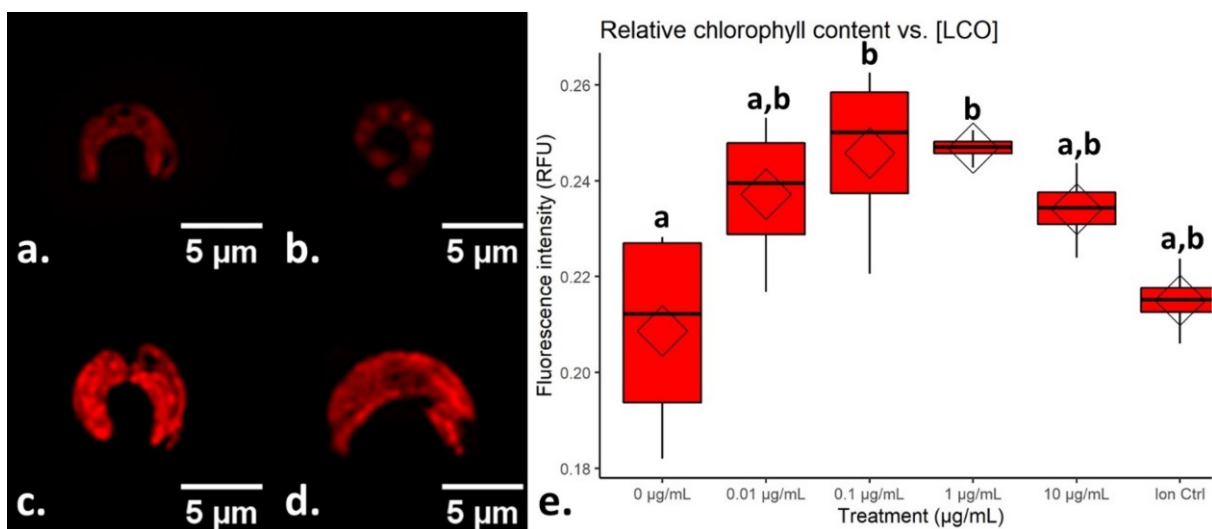 5 µm
a.
5 µm
b.
5 µm
c.
5 µm
d.
Relative chlorophyll content vs. [LCO]
Fluorescence intensity (RFU)
0.26
0.24
0.22
0.20
0.18
a
a,b
b
b
a,b
a,b
0 µg/mL 0.01 µg/mL 0.1 µg/mL 1 µg/mL 10 µg/mL Ion Ctrl
Treatment (µg/mL)
e.